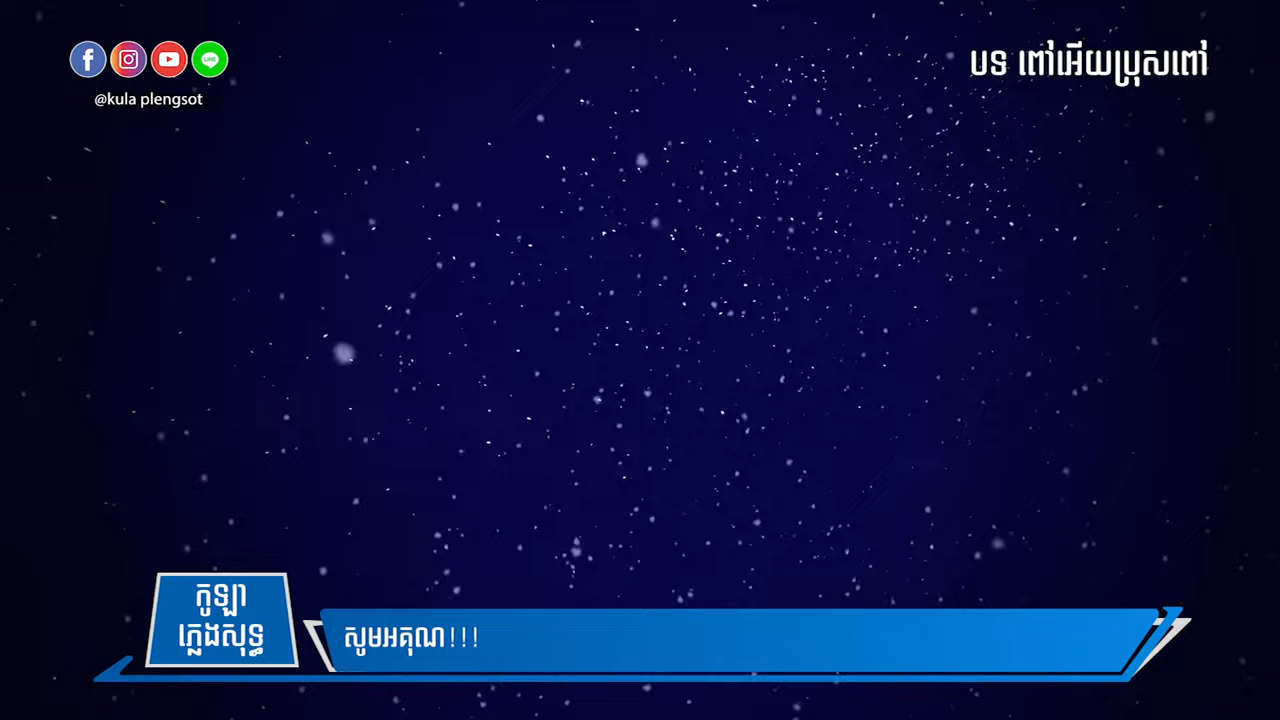 @kula plengsot
បទ ពៅអើយប្រុសពៅ
កូឡា
ភ្លេងសុទ្ធ
សូមអគុណ!!!